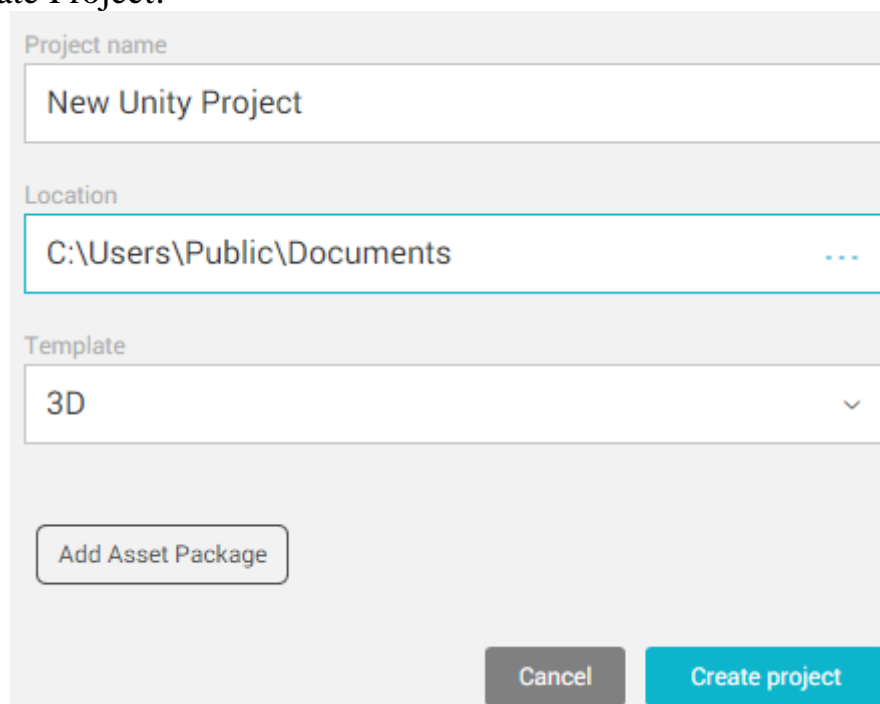 Project name
New Unity Project
Location
C:\Users\Public\Documents
...
Template
3D
Add Asset Package
Cancel
Create project